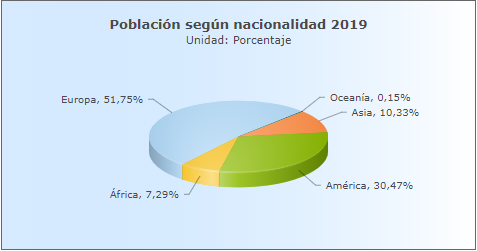 Población según nacionalidad 2019
Unidad: Porcentaje
Europa, 51,75%
Oceanía, 0,15%
Asia, 10,33%
América, 30,47%
África, 7,29%